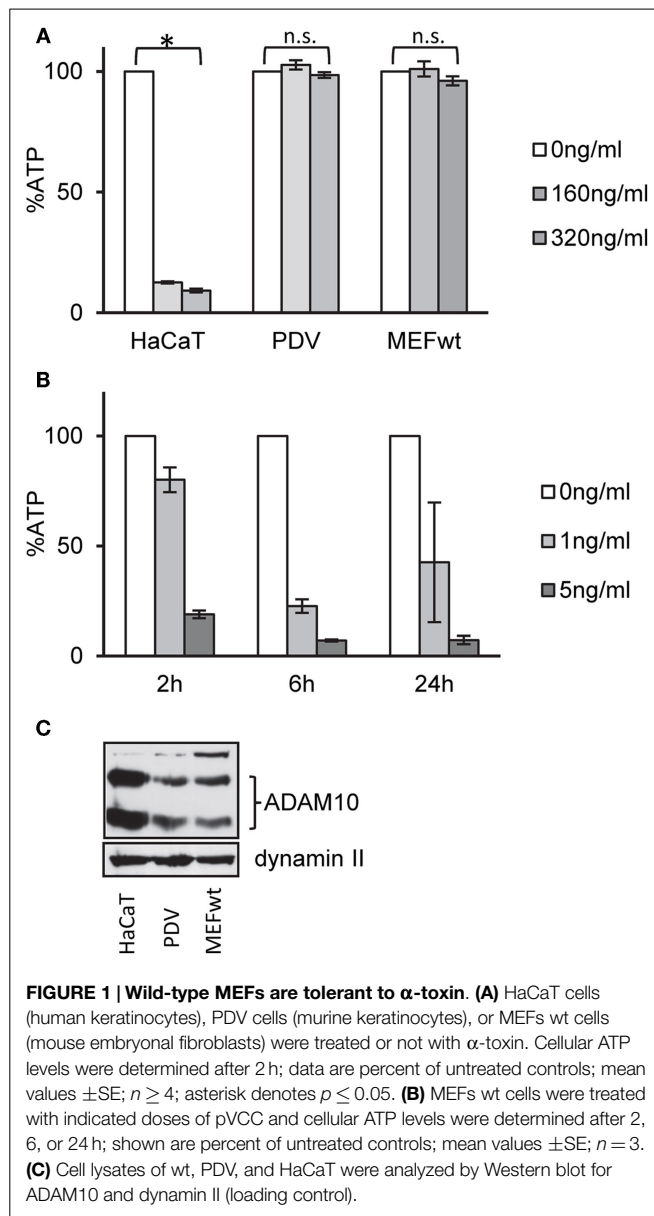 A
*
n.s.
n.s.
100
50
0
%ATP
HaCaT
PDV
MEFwt
0ng/ml
160ng/ml
320ng/ml
B
100
50
0
%ATP
2h
6h
24h
0ng/ml
1ng/ml
5ng/ml
C
ADAM10
dynamin II
HaCaT
PDV
MEFwt
FIGURE 1 | Wild-type MEFs are tolerant to α-toxin. (A) HaCaT cells
(human keratinocytes), PDV cells (murine keratinocytes), or MEFs wt cells
(mouse embryonal fibroblasts) were treated or not with α-toxin. Cellular ATP
levels were determined after 2 h; data are percent of untreated controls; mean
values ±SE; n ≥ 4; asterisk denotes p ≤ 0.05. (B) MEFs wt cells were treated
with indicated doses of pVCC and cellular ATP levels were determined after 2,
6, or 24 h; shown are percent of untreated controls; mean values ±SE; n = 3.
(C) Cell lysates of wt, PDV, and HaCaT were analyzed by Western blot for
ADAM10 and dynamin II (loading control).